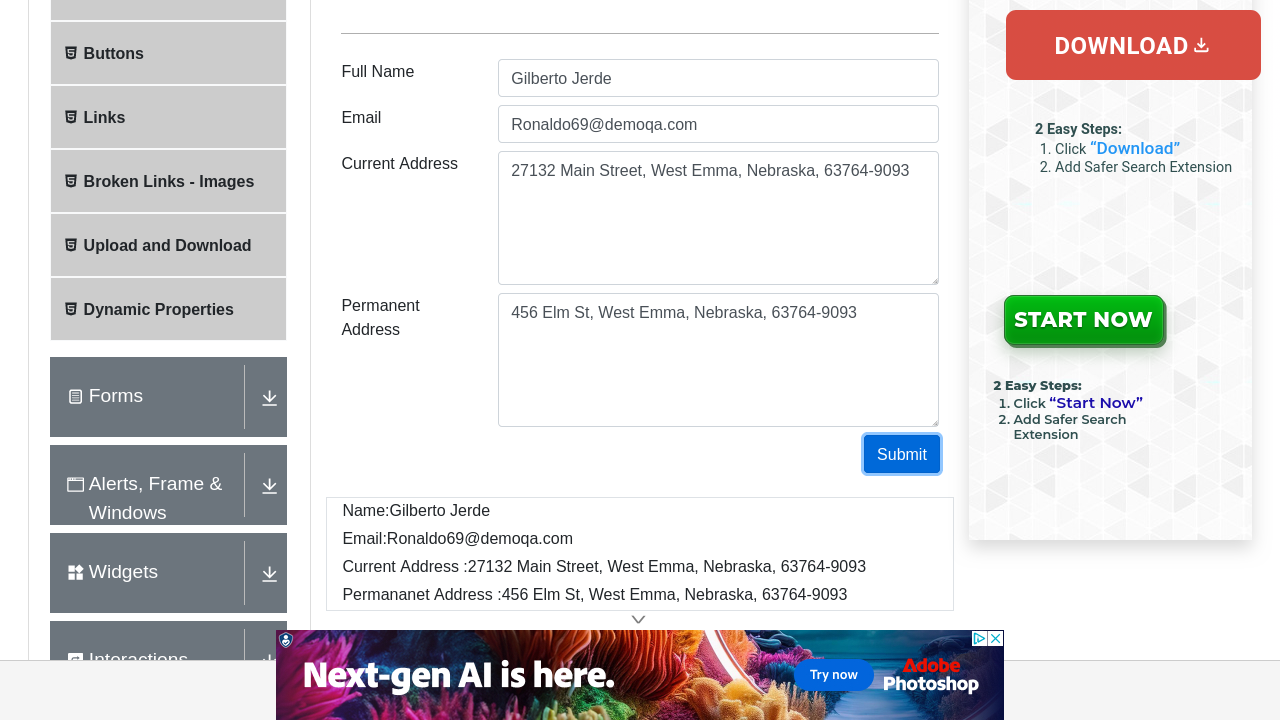 Buttons
Links
Broken Links - Images
Upload and Download
Dynamic Properties
Forms
Alerts, Frame &
Windows
Widgets
Interactions
Full Name
Gilberto Jerde
Email
Ronaldo69@demoqa.com
Current Address
27132 Main Street, West Emma, Nebraska, 63764-9093
Permanent
Address
456 Elm St, West Emma, Nebraska, 63764-9093
Submit
Name:Gilberto Jerde
Email:Ronaldo69@demoqa.com
Current Address :27132 Main Street, West Emma, Nebraska, 63764-9093
Permananet Address :456 Elm St, West Emma, Nebraska, 63764-9093
DOWNLOAD
2 Easy Steps:
1. Click “Download”
2. Add Safer Search Extension
START NOW
2 Easy Steps:
1. Click “Start Now”
2. Add Safer Search
Extension
Next-gen AI is here.
Try now
Adobe
Photoshop